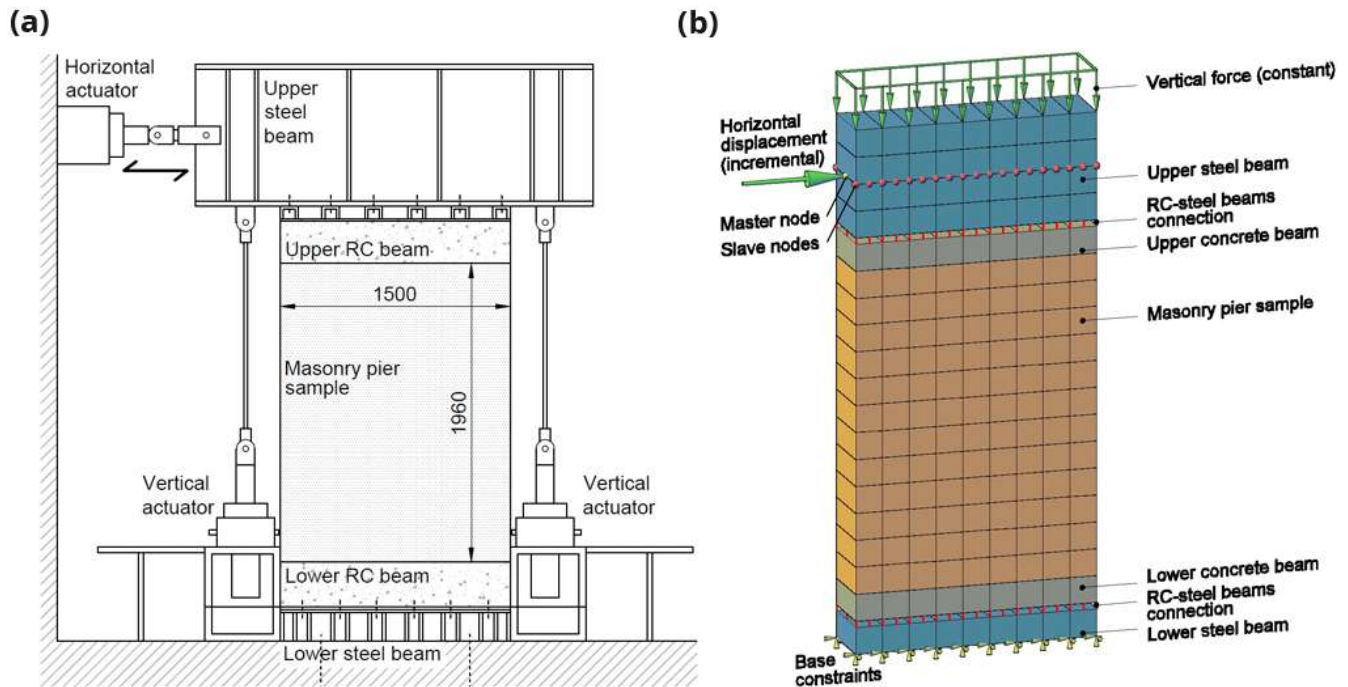 (a)
Horizontal
actuator
Upper
steel
beam
Upper RC beam
1500
Masonry pier
sample
1960
Vertical
actuator
Vertical
actuator
Lower RC beam
Lower steel beam
(b)
Vertical force (constant)
Horizontal
displacement
(incremental)
Upper steel beam
Master node
Slave nodes
RC-steel beams
connection
Upper concrete beam
Masonry pier sample
Lower concrete beam
RC-steel beams
connection
Lower steel beam
Base
constraints